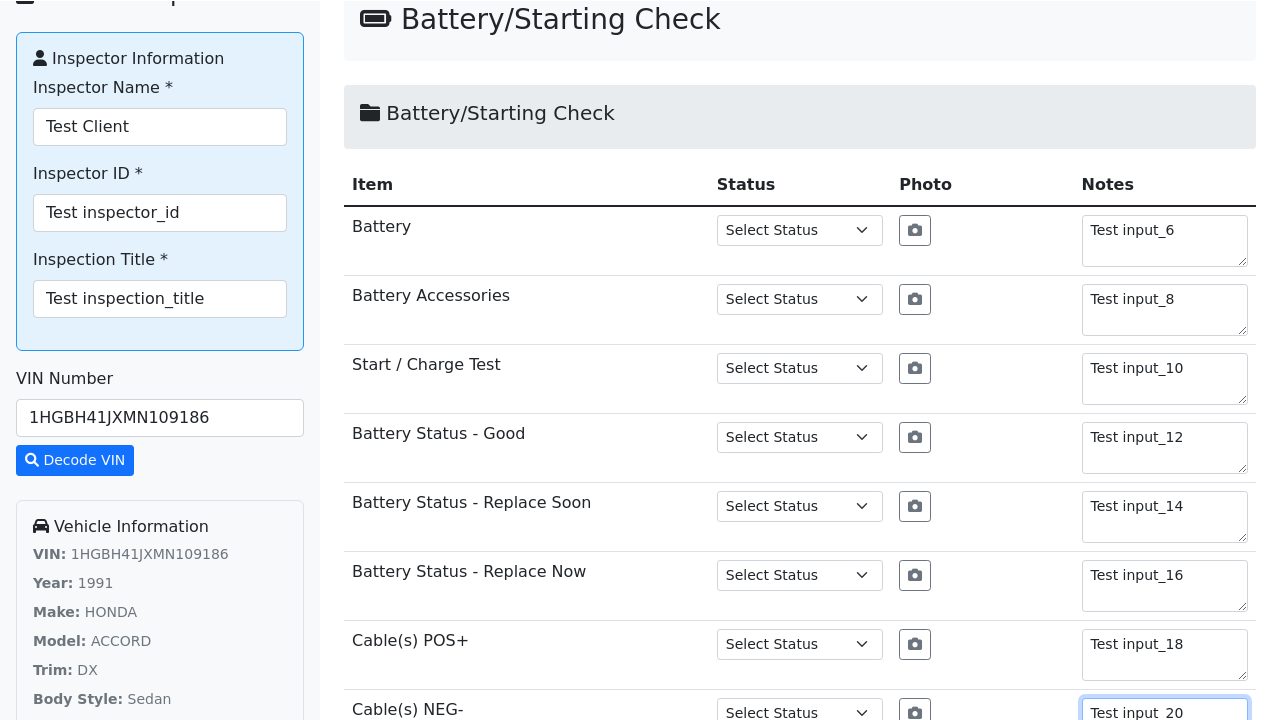 Inspector Information
Inspector Name *
Test Client
Inspector ID *
Test inspector_id
Inspection Title *
Test inspection_title
VIN Number
1HGBH41JXMN109186
Decode VIN
Vehicle Information
VIN: 1HGBH41JXMN109186
Year: 1991
Make: HONDA
Model: ACCORD
Trim: DX
Body Style: Sedan
Battery/Starting Check
Battery/Starting Check
Item Status Photo Notes
Battery Select Status Test input_6
Battery Accessories Select Status Test input_8
Start / Charge Test Select Status Test input_10
Battery Status - Good Select Status Test input_12
Battery Status - Replace Soon Select Status Test input_14
Battery Status - Replace Now Select Status Test input_16
Cable(s) POS+ Select Status Test input_18
Cable(s) NEG- Select Status Test input_20